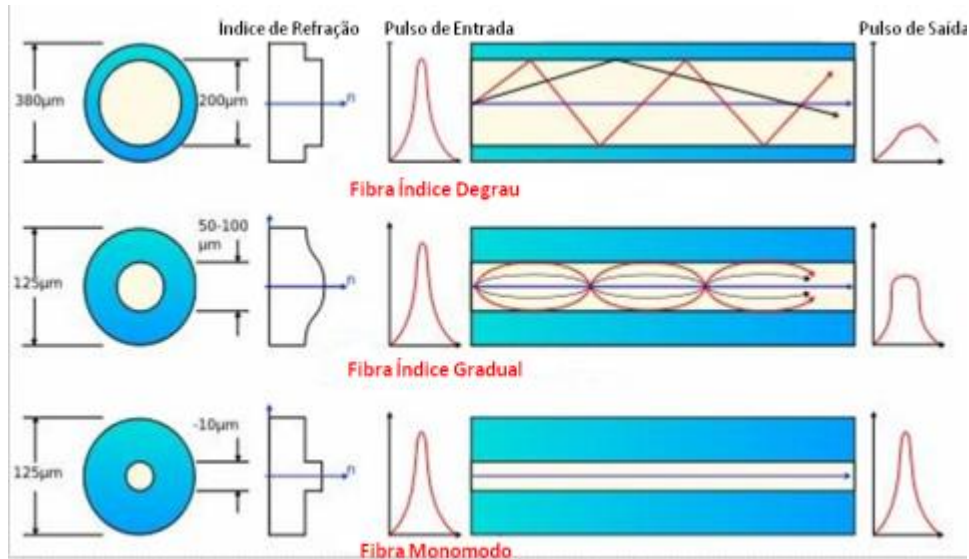 Índice de Refração
Pulso de Entrada
Pulso de Saída
380µm
200µm
n
Fibra Índice Degrau
50-100
µm
125µm
n
Fibra Índice Gradual
-10µm
125µm
n
Fibra Monomodo